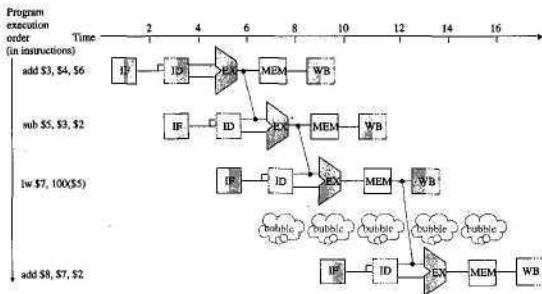 Program
execution
order
(in instructions)
Time
2 4 6 8 10 12 14 16
add $3, $4, $6
IF ID EX MEM WB
sub $5, $3, $2
IF ID EX MEM WB
lw $7, 100($5)
IF ID EX MEM WB
bubble bubble bubble bubble bubble
add $8, $7, $2
IF ID EX MEM WB